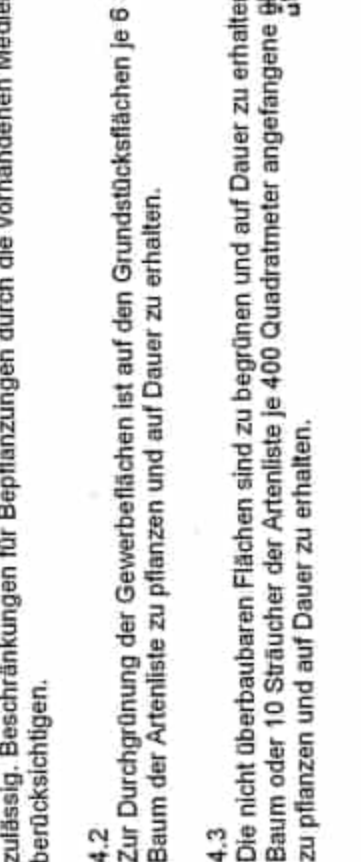 zulässig. Beschränkungen für Bepflanzungen durch die vorhandenen Medien
berücksichtigen.
4.2
Zur Durchgrünung der Gewerbeflächen ist auf den Grundstücksflächen je 6
Baum der Artenliste zu pflanzen und auf Dauer zu erhalten.
4.3
Die nicht überbaubaren Flächen sind zu begrünen und auf Dauer zu erhalten
Baum oder 10 Sträucher der Artenliste je 400 Quadratmeter angefangene
zu pflanzen und auf Dauer zu erhalten.